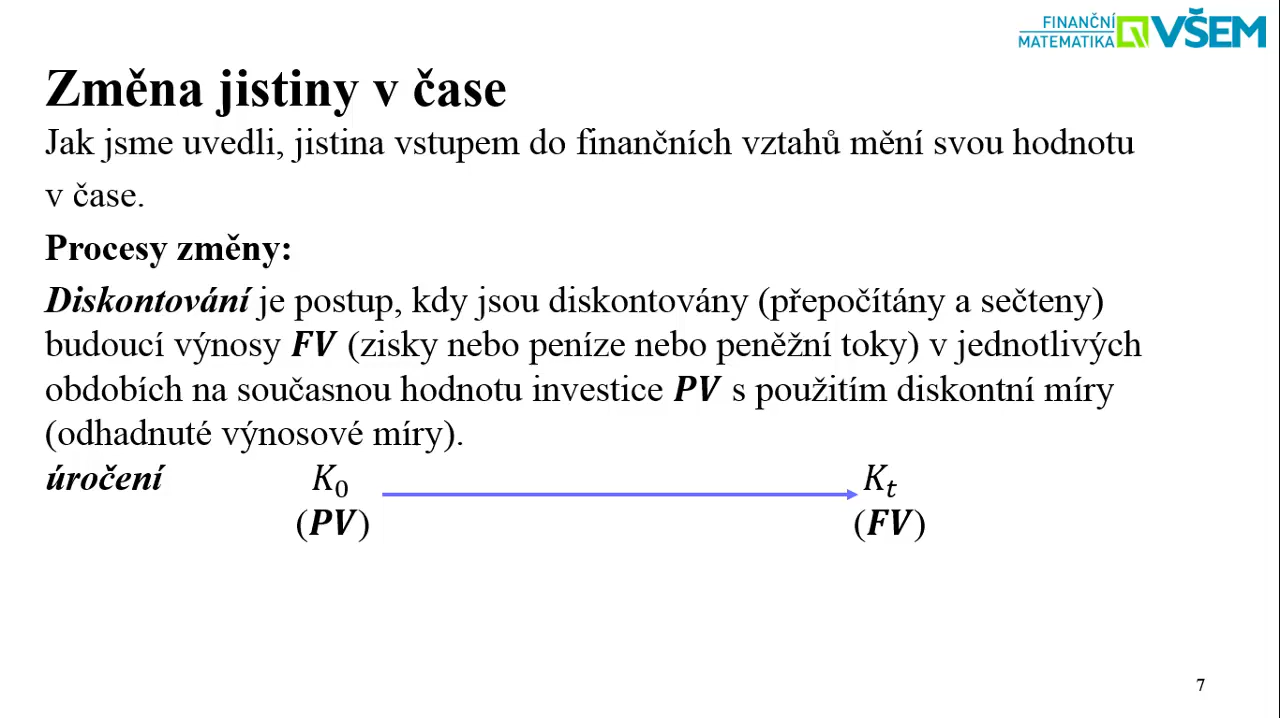 FINANČNÍ
MATEMATIKA VŠEM
Změna jistiny v čase
Jak jsme uvedli, jistina vstupem do finančních vztahů mění svou hodnotu
v čase.
Procesy změny:
Diskontování je postup, kdy jsou diskontovány (přepočítány a sečteny)
budoucí výnosy FV (zisky nebo peníze nebo peněžní toky) v jednotlivých
obdobích na současnou hodnotu investice PV s použitím diskontní míry
(odhadnuté výnosové míry).
úročení K₀ Kₜ
(PV) (FV)
7